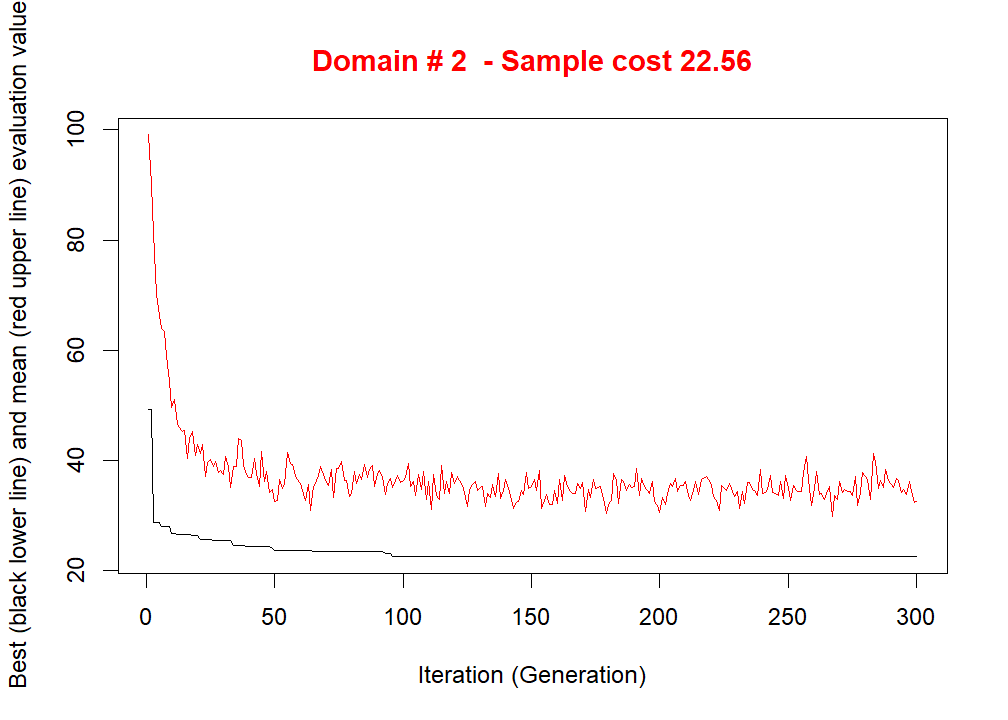 Domain # 2  - Sample cost 22.56
Best (black lower line) and mean (red upper line) evaluation value
100
80
60
40
20
0 50 100 150 200 250 300
Iteration (Generation)